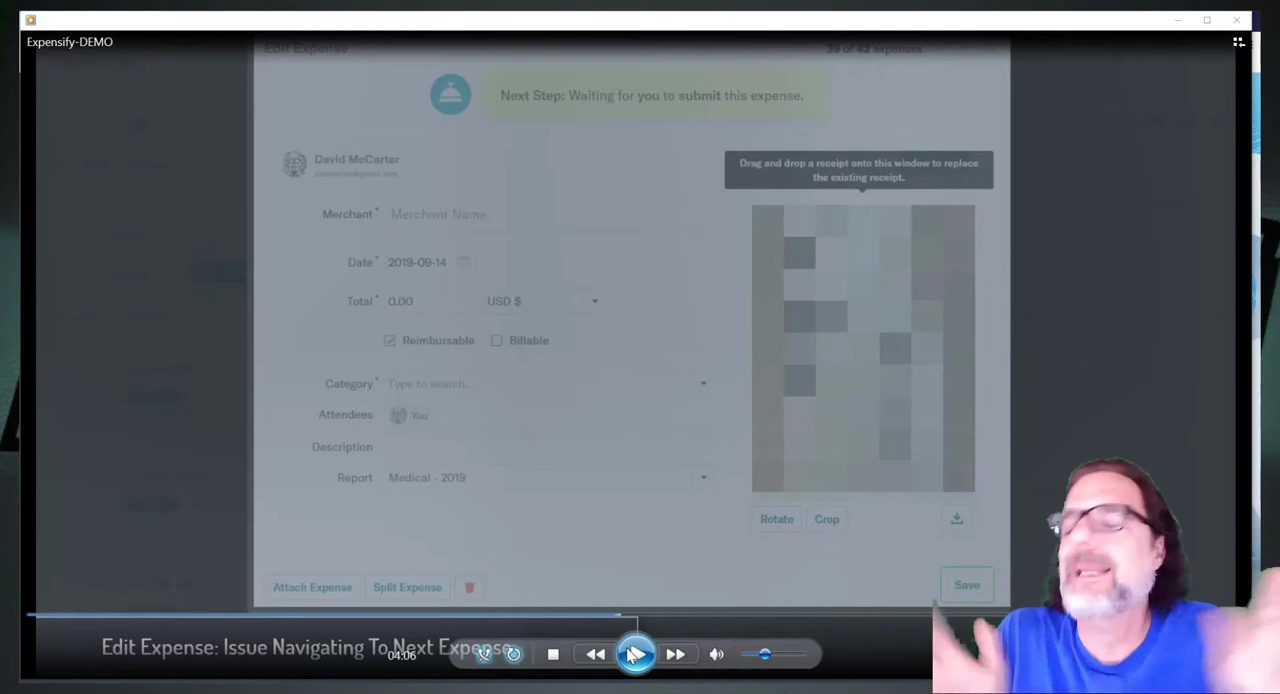 Expensify-DEMO
Edit Expense
39 of 42 expenses
Next Step: Waiting for you to submit this expense.
David McCarter
Drag and drop a receipt onto this window to replace
the existing receipt.
Merchant * Merchant Name
Date * 2019-09-14
Total * 0.00 USD $
Reimbursable Billable
Category * Type to search...
Attendees You
Description
Report Medical - 2019
Rotate Crop
Attach Expense Split Expense
Save
Edit Expense: Issue Navigating To Next Expense
04:06